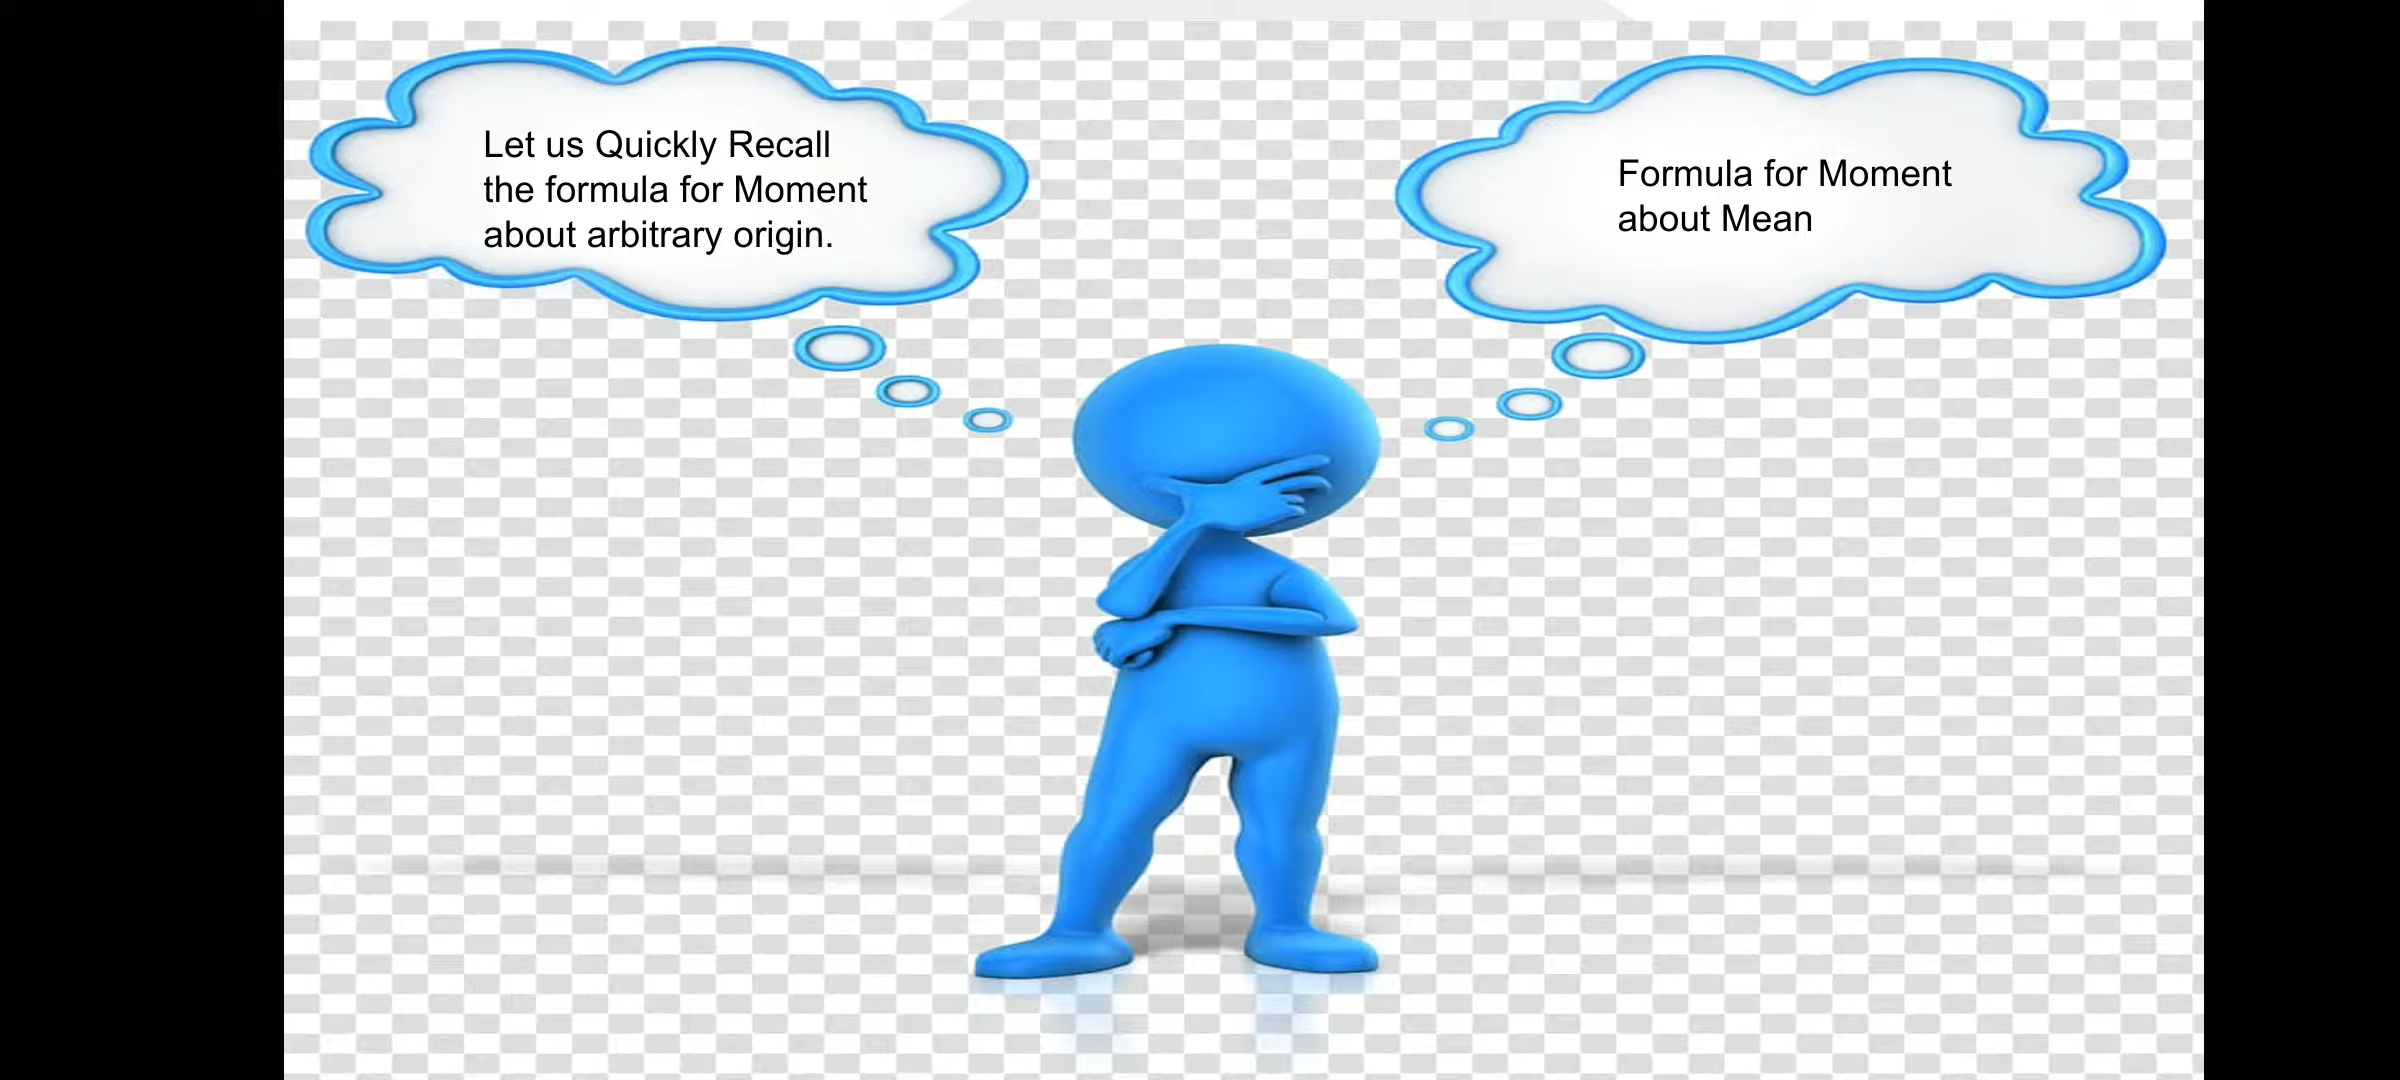 Let us Quickly Recall
the formula for Moment
about arbitrary origin.
Formula for Moment
about Mean